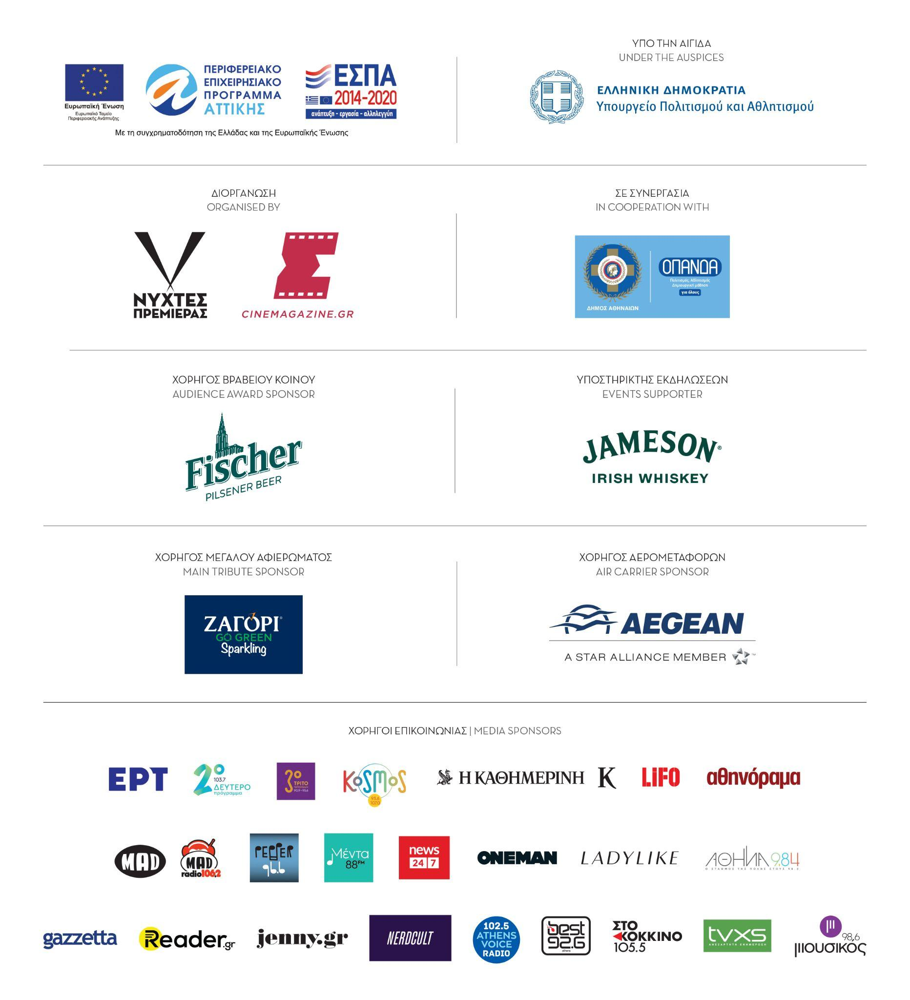 Ευρωπαϊκή Ένωση
Ευρωπαϊκό Ταμείο
Περιφερειακής Ανάπτυξης
ΠΕΡΙΦΕΡΕΙΑΚΟ
ΕΠΙΧΕΙΡΗΣΙΑΚΟ
ΠΡΟΓΡΑΜΜΑ
ΑΤΤΙΚΗΣ
ΕΣΠΑ
2014-2020
ανάπτυξη - εργασία - αλληλεγγύη
Με τη συγχρηματοδότηση της Ελλάδας και της Ευρωπαϊκής Ένωσης
ΥΠΟ ΤΗΝ ΑΙΓΙΔΑ
UNDER THE AUSPICES
ΕΛΛΗΝΙΚΗ ΔΗΜΟΚΡΑΤΙΑ
Υπουργείο Πολιτισμού και Αθλητισμού
ΔΙΟΡΓΑΝΩΣΗ
ORGANISED BY
ΝΥΧΤΕΣ
ΠΡΕΜΙΕΡΑΣ
CINEMAGAZINE.GR
ΣΕ ΣΥΝΕΡΓΑΣΙΑ
IN COOPERATION WITH
ΔΗΜΟΣ ΑΘΗΝΑΙΩΝ
ΟΠΑΝΔΑ
Πολιτισμός, Αθλητισμός
Δημιουργική μάθηση
για όλους
ΧΟΡΗΓΟΣ ΒΡΑΒΕΙΟΥ ΚΟΙΝΟΥ
AUDIENCE AWARD SPONSOR
Fischer
PILSENER BEER
ΥΠΟΣΤΗΡΙΚΤΗΣ ΕΚΔΗΛΩΣΕΩΝ
EVENTS SUPPORTER
JAMESON®
IRISH WHISKEY
ΧΟΡΗΓΟΣ ΜΕΓΑΛΟΥ ΑΦΙΕΡΩΜΑΤΟΣ
MAIN TRIBUTE SPONSOR
ΖΑΓΟΡΙ®
GO GREEN
Sparkling
ΧΟΡΗΓΟΣ ΑΕΡΟΜΕΤΑΦΟΡΩΝ
AIR CARRIER SPONSOR
AEGEAN
A STAR ALLIANCE MEMBER ™
ΧΟΡΗΓΟΙ ΕΠΙΚΟΙΝΩΝΙΑΣ | MEDIA SPONSORS
ΕΡΤ
2ο
103.7
ΔΕΥΤΕΡΟ
πρόγραμμα
3ο
ΤΡΙΤΟ
πρόγραμμα
90.9 - 95.6
KOSMOS
93.6
107.0
Η ΚΑΘΗΜΕΡΙΝΗ
K
LiFO
αθηνόραμα
MAD
MAD
radio106,2
PEPPER
96.6
Μέντα
88FM
news
24 7
ONEMAN
LADYLIKE
ΑΘΗΝΑ 9,84
gazzetta
Reader.gr
jenny.gr
NERDCULT
102.5
ATHENS
VOICE
RADIO
best
92.6
athens
ΣΤΟ
ΚΟΚΚΙΝΟ
105.5
tvxs
ΑΝΕΞΑΡΤΗΤΗ ΕΝΗΜΕΡΩΣΗ
98,6
μουσικός